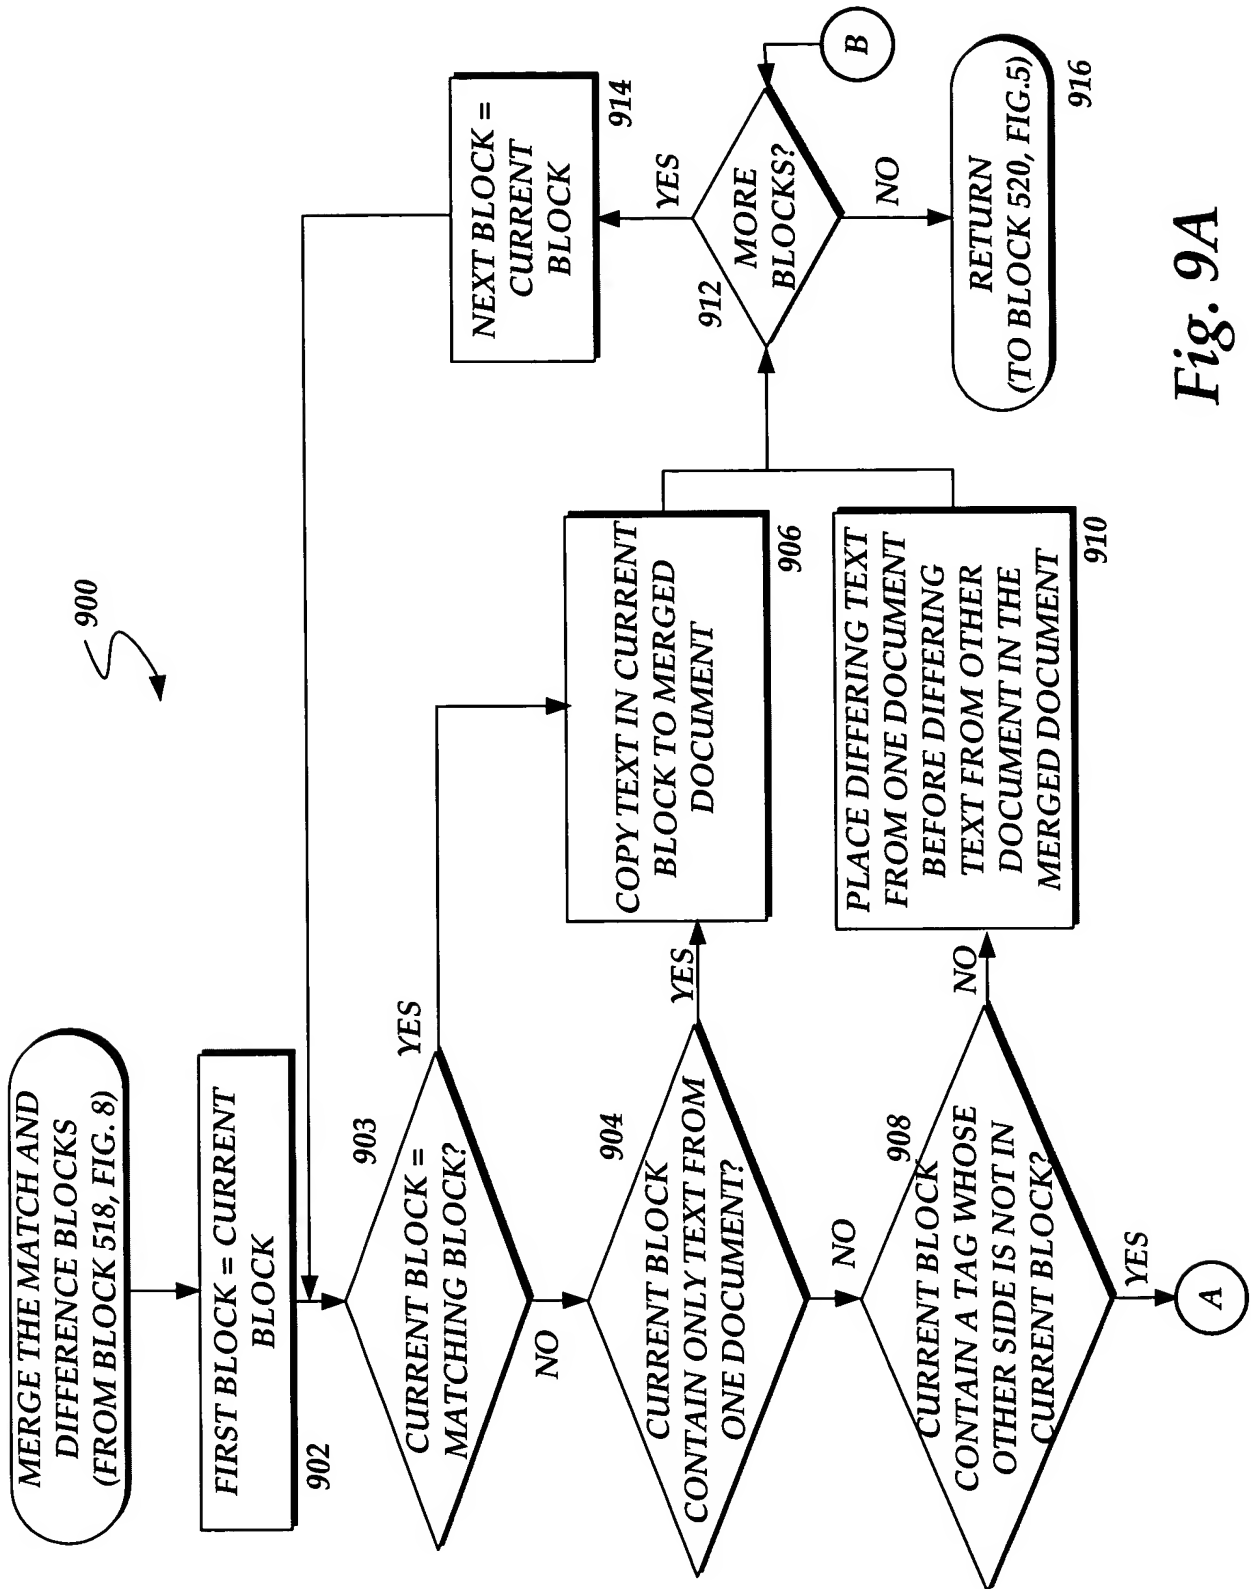 900
MERGE THE MATCH AND
DIFFERENCE BLOCKS
(FROM BLOCK 518, FIG. 8)
FIRST BLOCK = CURRENT
BLOCK
902
903
CURRENT BLOCK =
MATCHING BLOCK?
YES
NO
904
CURRENT BLOCK
CONTAIN ONLY TEXT FROM
ONE DOCUMENT?
YES
NO
908
CURRENT BLOCK
CONTAIN A TAG WHOSE
OTHER SIDE IS NOT IN
CURRENT BLOCK?
NO
YES
A
COPY TEXT IN CURRENT
BLOCK TO MERGED
DOCUMENT
906
PLACE DIFFERING TEXT
FROM ONE DOCUMENT
BEFORE DIFFERING
TEXT FROM OTHER
DOCUMENT IN THE
MERGED DOCUMENT
910
NEXT BLOCK =
CURRENT
BLOCK
914
YES
912
MORE
BLOCKS?
B
NO
RETURN
(TO BLOCK 520, FIG.5)
916
Fig. 9A